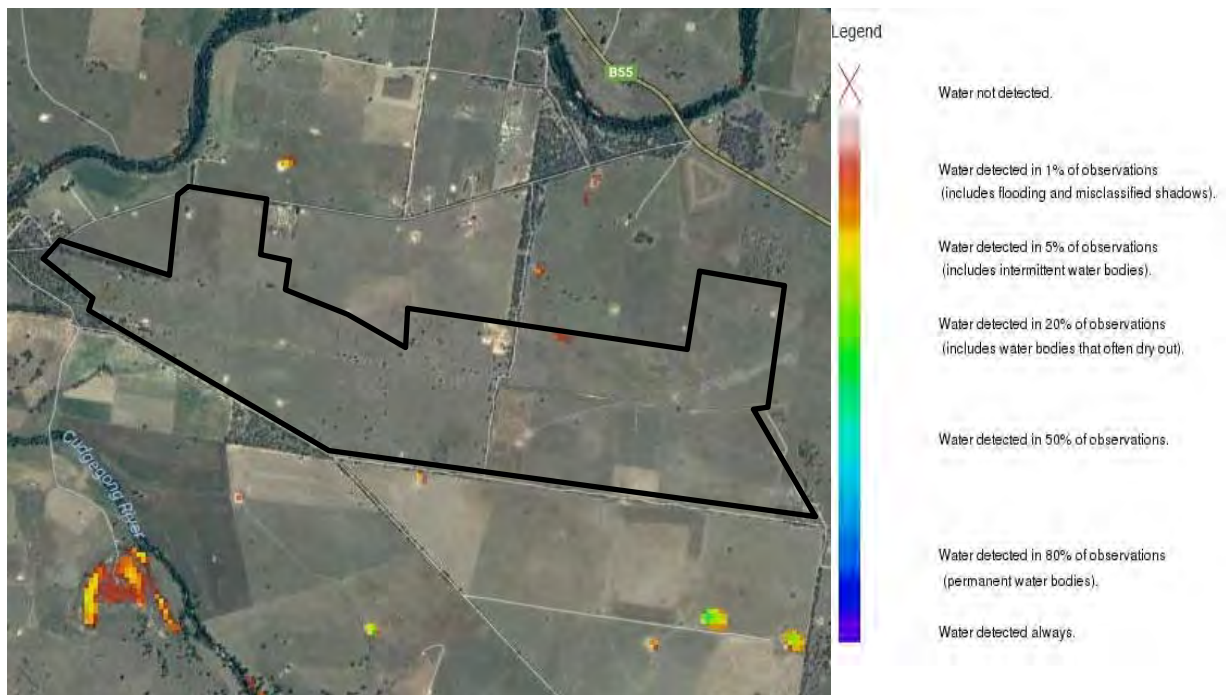 B55
Cudgegong River
Legend
Water not detected.
Water detected in 1% of observations
(includes flooding and misclassified shadows).
Water detected in 5% of observations
(includes intermittent water bodies).
Water detected in 20% of observations
(includes water bodies that often dry out).
Water detected in 50% of observations.
Water detected in 80% of observations
(permanent water bodies).
Water detected always.